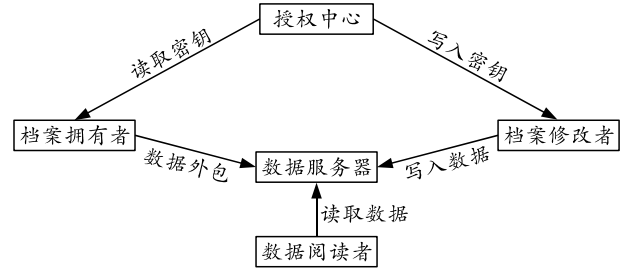 授权中心
读取密钥
写入密钥
档案拥有者
档案修改者
数据外包
数据服务器
写入数据
读取数据
数据阅读者